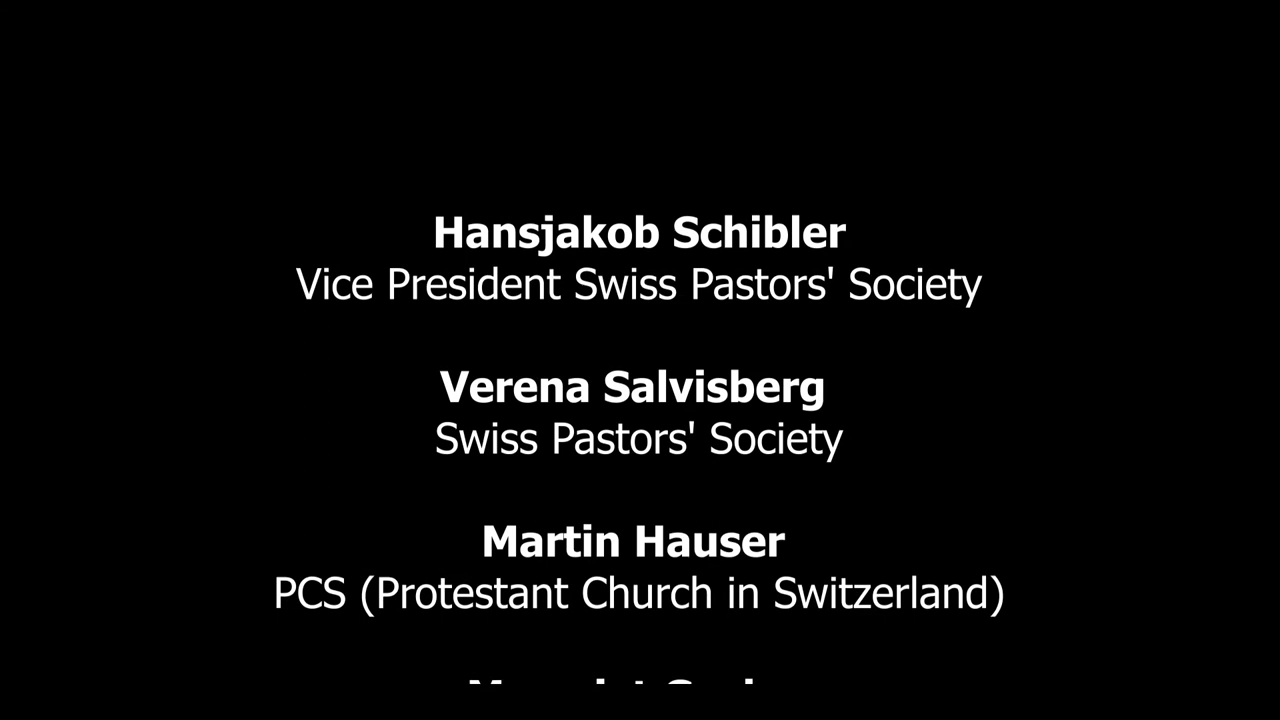 Hansjakob Schibler
Vice President Swiss Pastors' Society
Verena Salvisberg
Swiss Pastors' Society
Martin Hauser
PCS (Protestant Church in Switzerland)